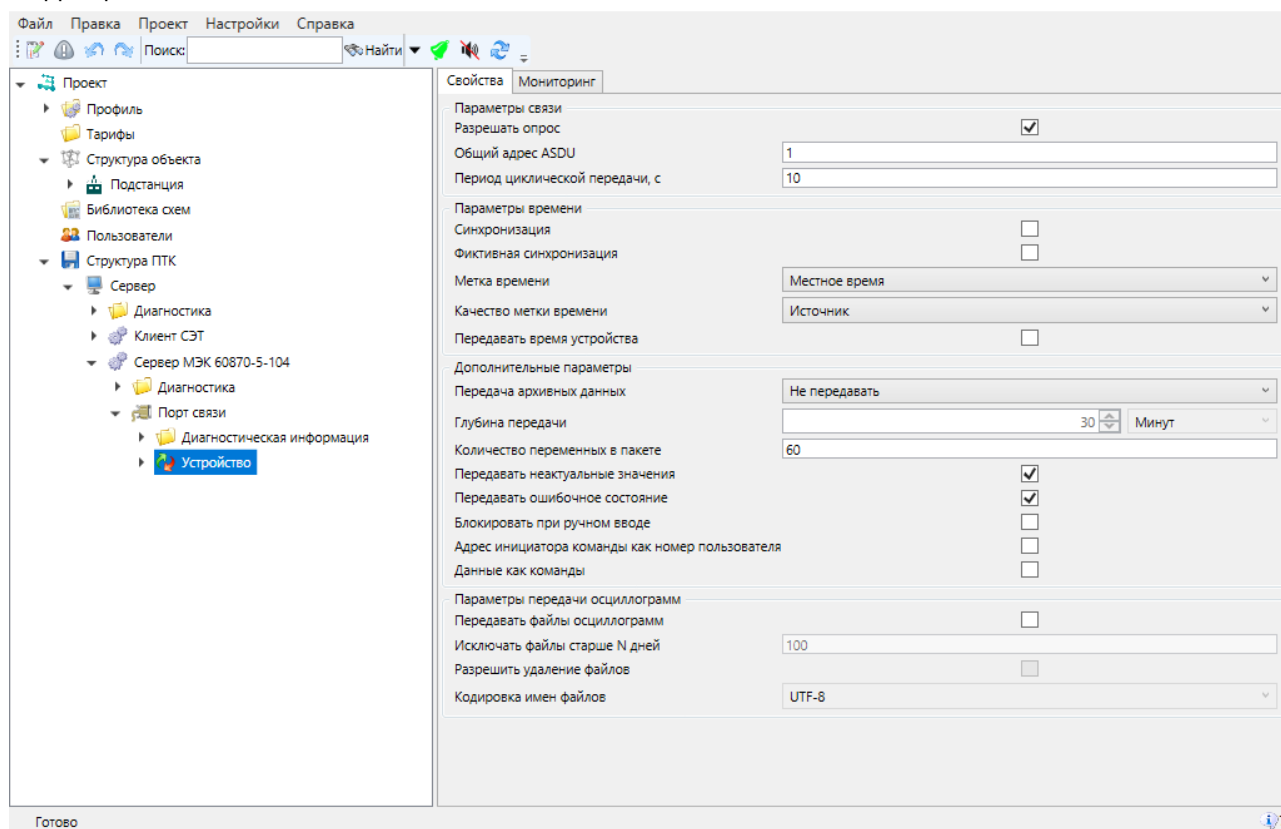 Файл Правка Проект Настройки Справка
Поиск: Найти
Проект
Профиль
Тарифы
Структура объекта
Подстанция
Библиотека схем
Пользователи
Структура ПТК
Сервер
Диагностика
Клиент СЭТ
Сервер МЭК 60870-5-104
Диагностика
Порт связи
Диагностическая информация
Устройство
Свойства Мониторинг
Параметры связи
Разрешать опрос
Общий адрес ASDU 1
Период циклической передачи, с 10
Параметры времени
Синхронизация
Фиктивная синхронизация
Метка времени Местное время
Качество метки времени Источник
Передавать время устройства
Дополнительные параметры
Передача архивных данных Не передавать
Глубина передачи 30 Минут
Количество переменных в пакете 60
Передавать неактуальные значения
Передавать ошибочное состояние
Блокировать при ручном вводе
Адрес инициатора команды как номер пользователя
Данные как команды
Параметры передачи осциллограмм
Передавать файлы осциллограмм
Исключать файлы старше N дней 100
Разрешить удаление файлов
Кодировка имен файлов UTF-8
Готово